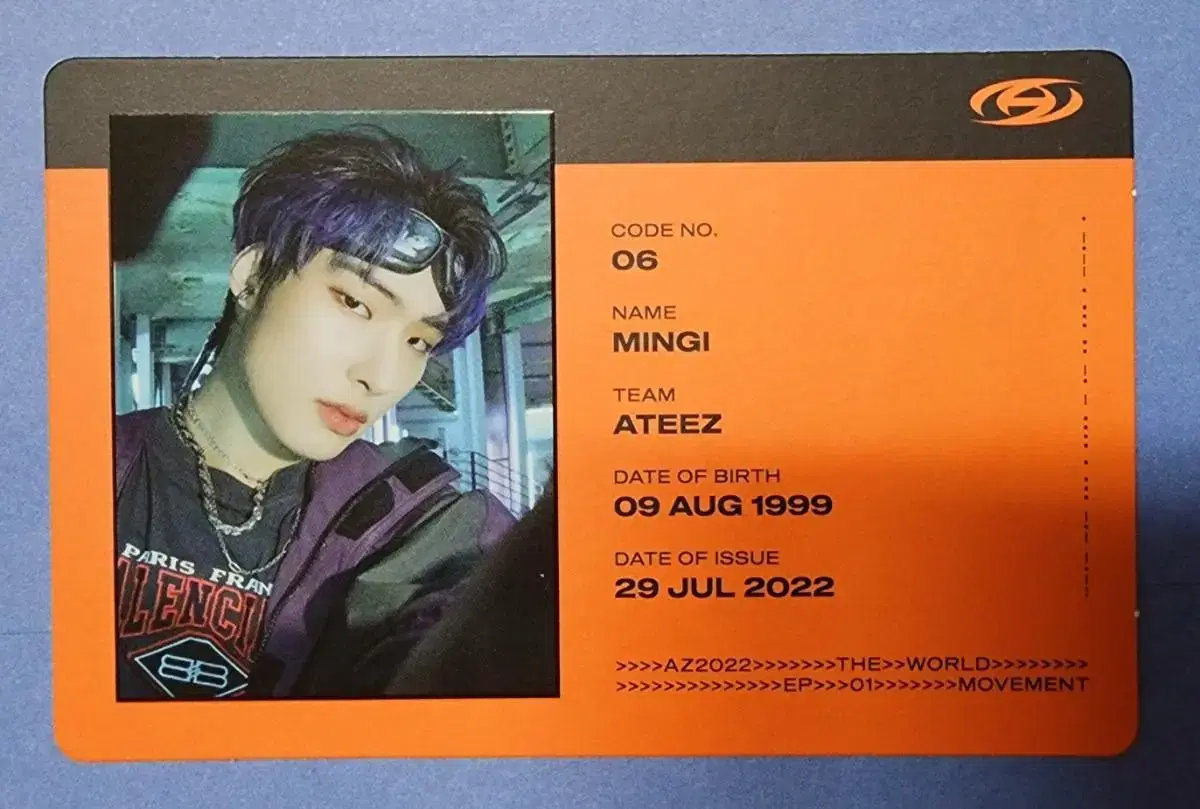 CODE NO.
06
NAME
MINGI
TEAM
ATEEZ
DATE OF BIRTH
09 AUG 1999
DATE OF ISSUE
29 JUL 2022
>>>>AZ2022>>>>>>>THE>>WORLD>>>>>>>>>
>>>>>>>>>>>>>>EP>>>01>>>>>>>MOVEMENT
PARIS FRAN
LENCI